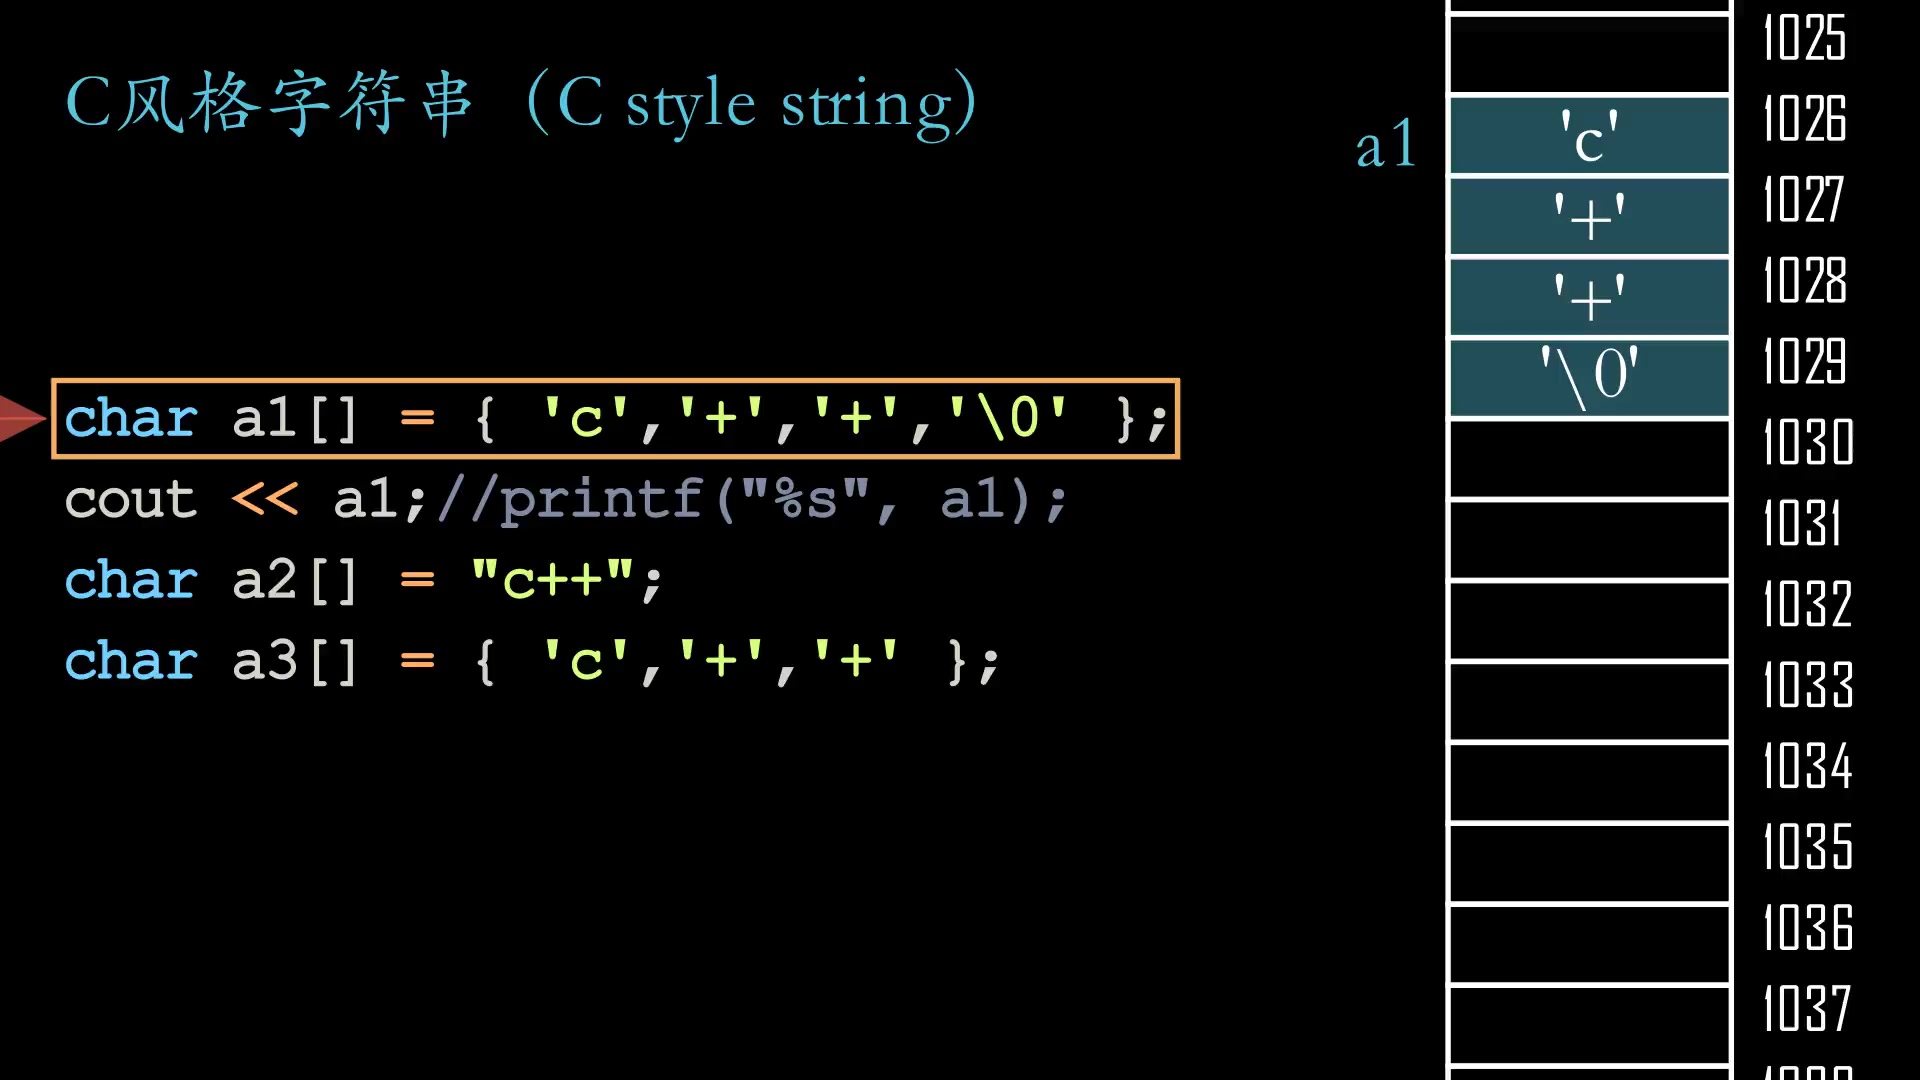 C风格字符串（C style string）
char a1[] = { 'c','+','+','\0' };
cout << a1;//printf("%s", a1);
char a2[] = "c++";
char a3[] = { 'c','+','+' };
a1
1025
'c' 1026
'+' 1027
'+' 1028
'\0' 1029
1030
1031
1032
1033
1034
1035
1036
1037